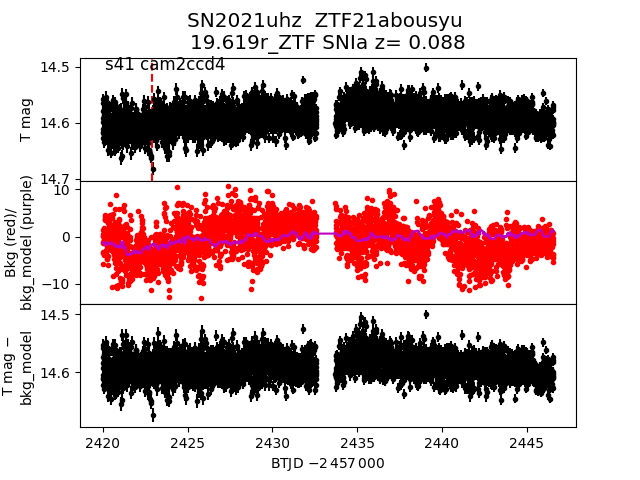 SN2021uhz  ZTF21abousyu
19.619r_ZTF SNIa z= 0.088
s41 cam2ccd4
14.5
14.6
14.7
T mag
10
0
−10
Bkg (red)/
bkg_model (purple)
14.5
14.6
T mag −
bkg_model
2420
2425
2430
2435
2440
2445
BTJD −2 457 000